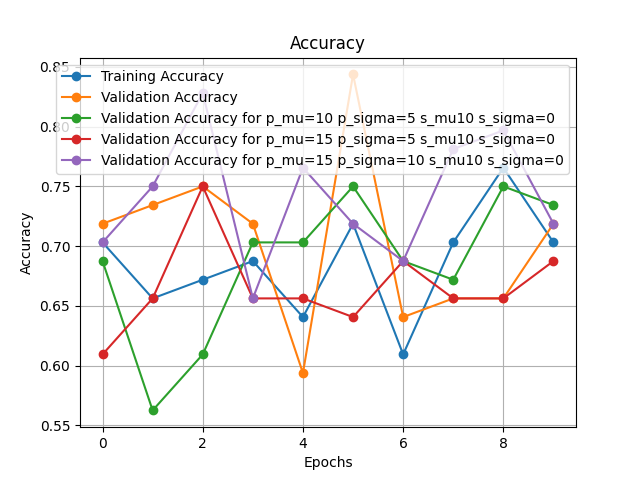 Accuracy
0.85
Training Accuracy
Validation Accuracy
Validation Accuracy for p_mu=10 p_sigma=5 s_mu10 s_sigma=0
0.80
Validation Accuracy for p_mu=15 p_sigma=5 s_mu10 s_sigma=0
Validation Accuracy for p_mu=15 p_sigma=10 s_mu10 s_sigma=0
0.75
0.70
0.65
0.60
0.55
Accuracy
0 2 4 6 8
Epochs